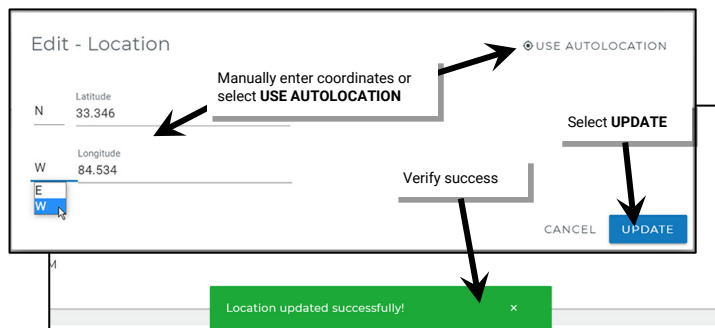 Edit - Location
USE AUTOLOCATION
Manually enter coordinates or
select USE AUTOLOCATION
Latitude
N 33.346
Select UPDATE
Longitude
W 84.534
E
W
Verify success
CANCEL UPDATE
M
Location updated successfully! ×